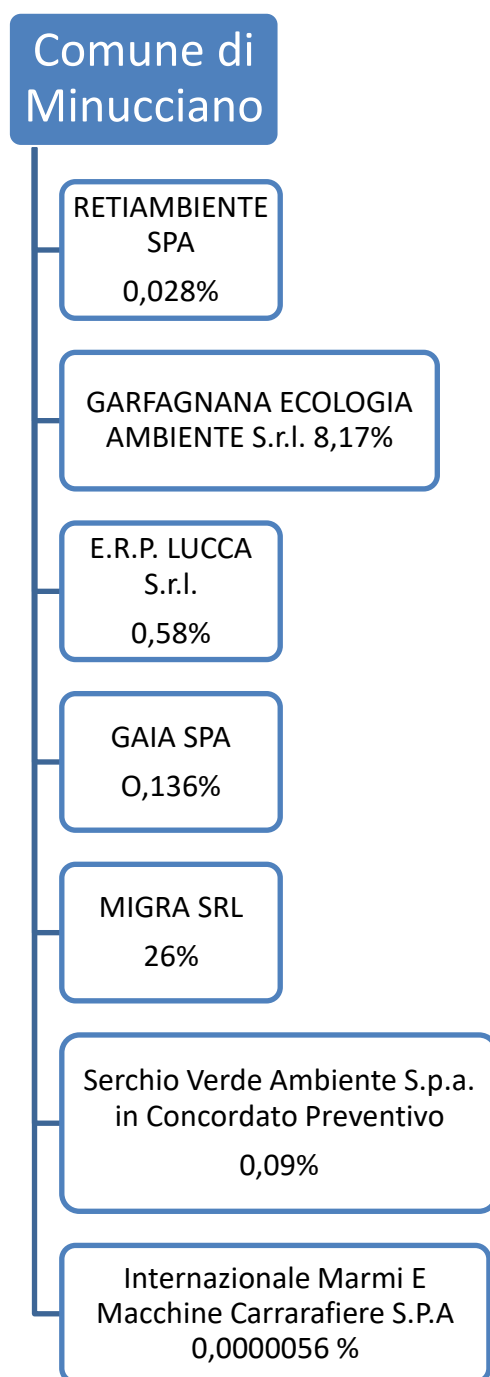 Comune di
Minucciano
RETIAMBIENTE
SPA
0,028%
GARFAGNANA ECOLOGIA
AMBIENTE S.r.l. 8,17%
E.R.P. LUCCA
S.r.l.
0,58%
GAIA SPA
O,136%
MIGRA SRL
26%
Serchio Verde Ambiente S.p.a.
in Concordato Preventivo
0,09%
Internazionale Marmi E
Macchine Carrarafiere S.P.A
0,0000056 %